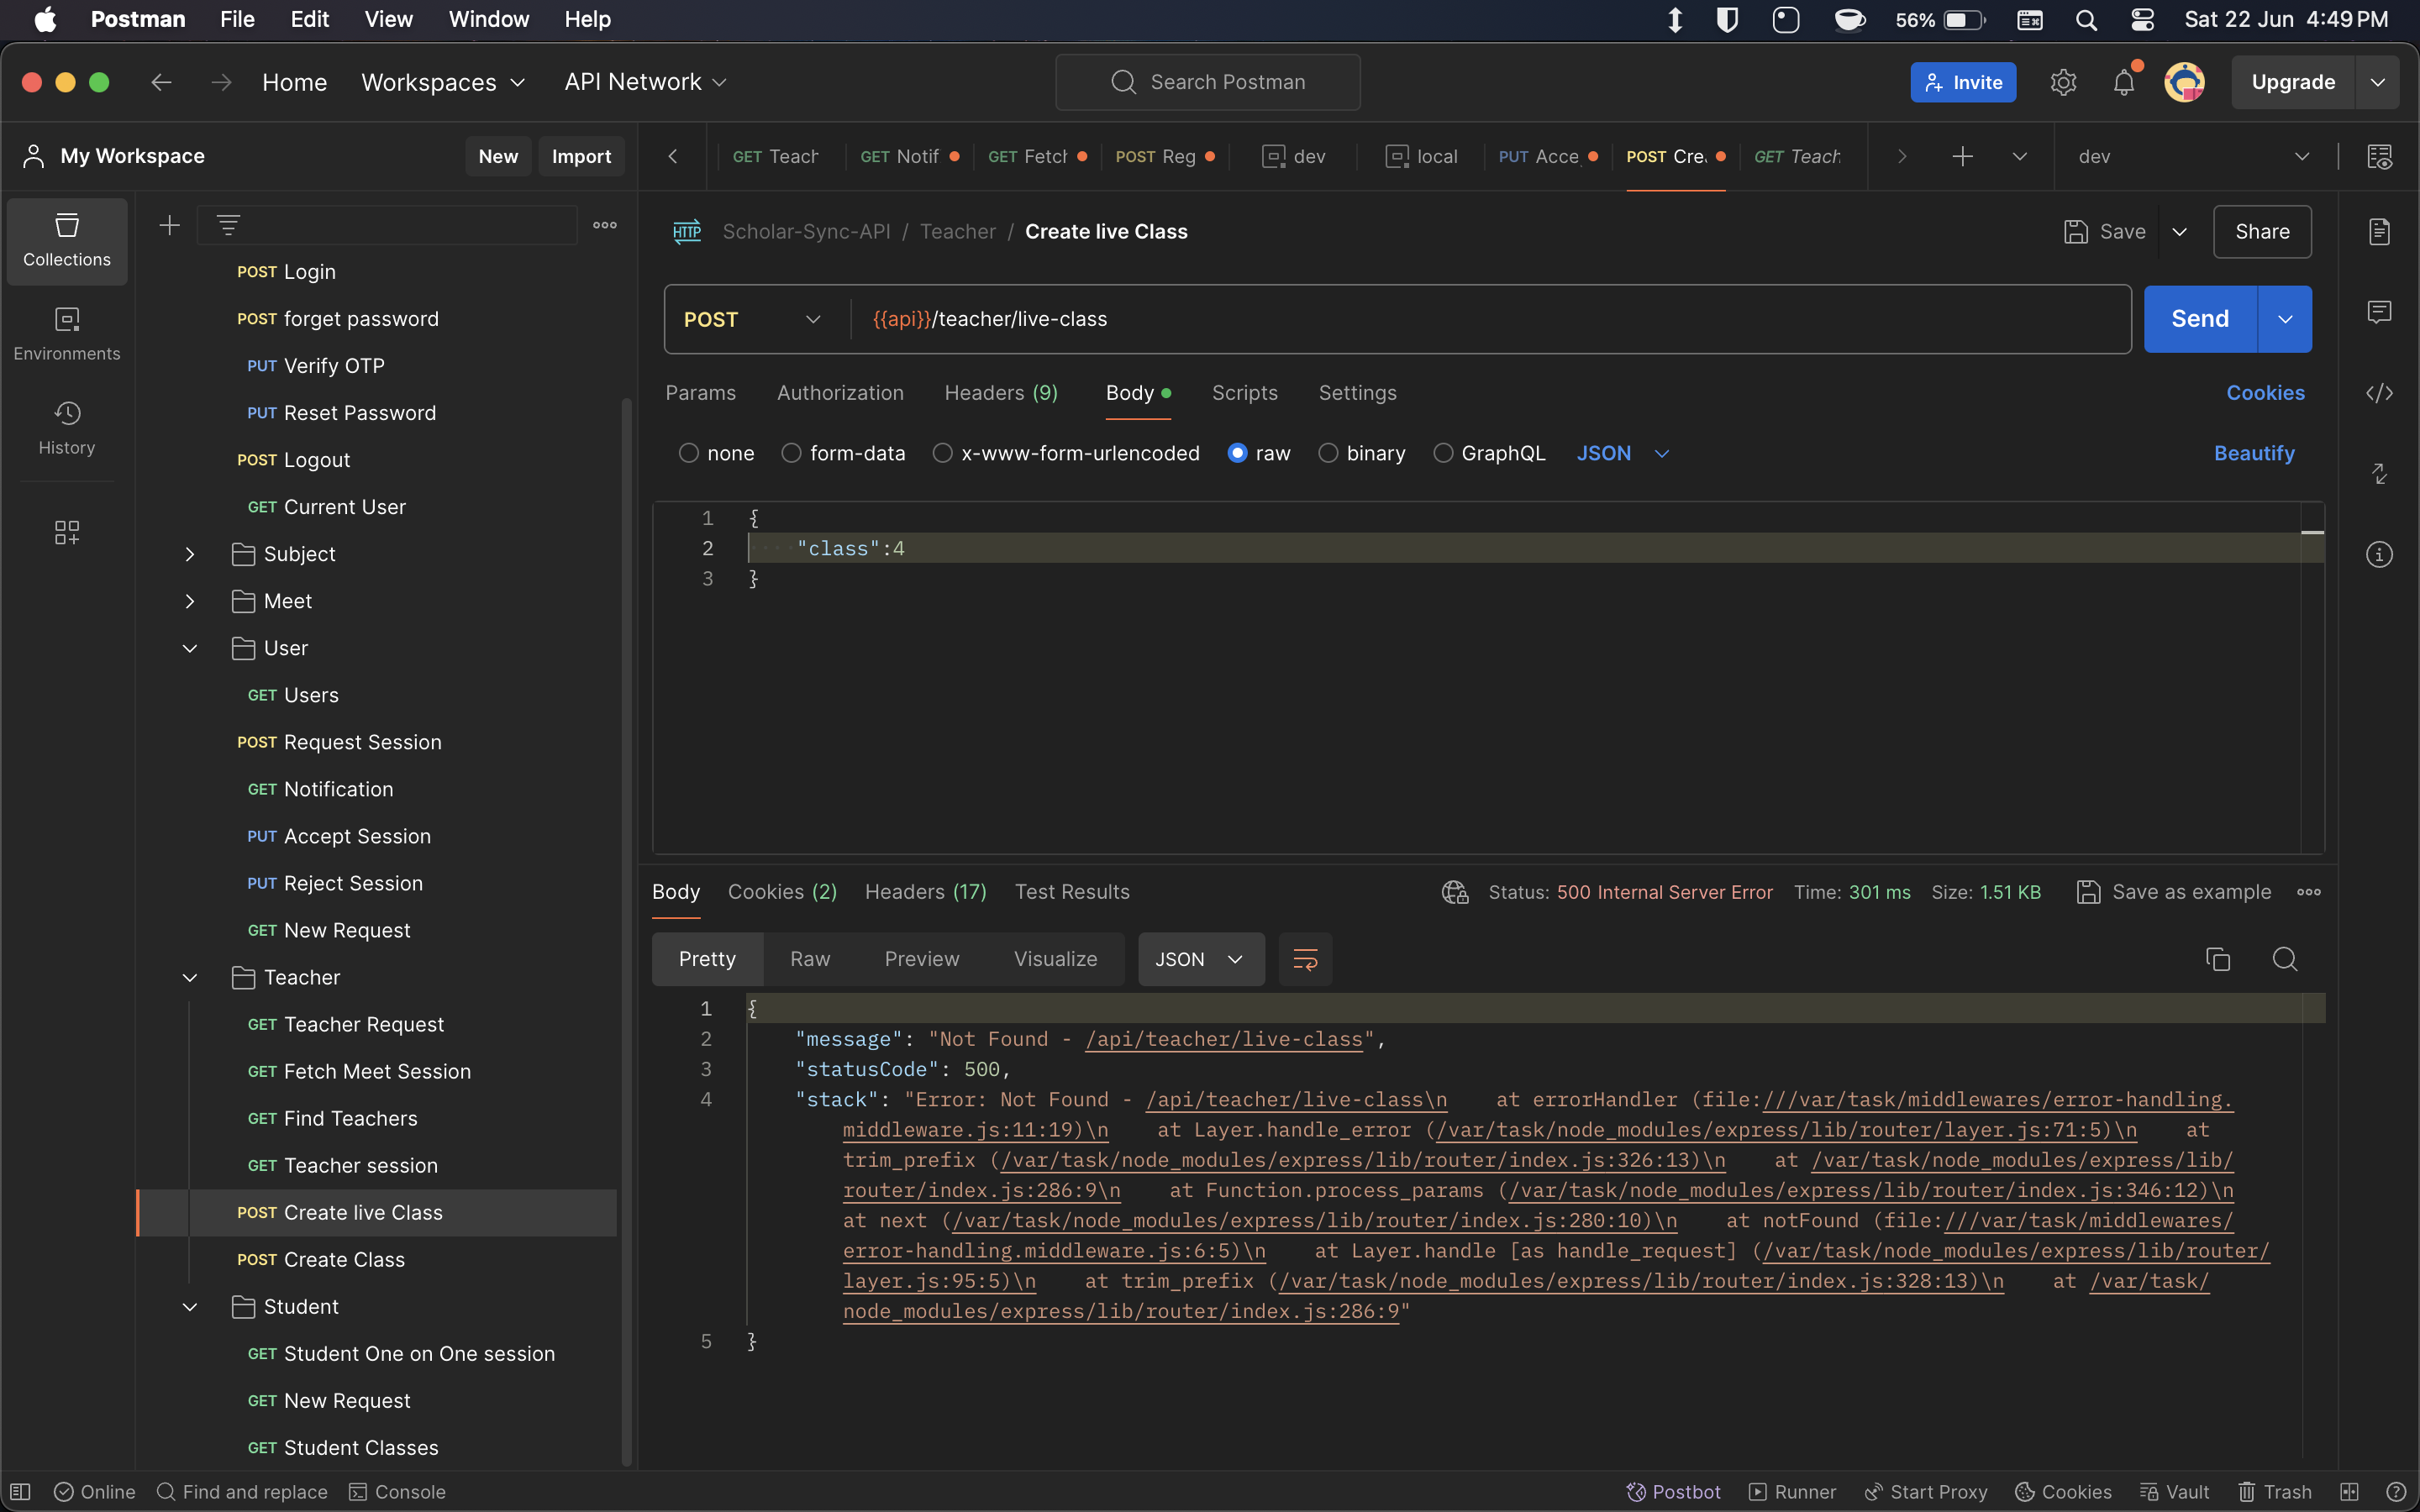 Postman File Edit View Window Help 56% Sat 22 Jun 4:49 PM
Home Workspaces API Network Search Postman Invite Upgrade
My Workspace New Import
GET Teach GET Notif GET Fetch POST Reg dev local PUT Acce POST Cre GET Teach dev
Collections
Environments
History
POST Login
POST forget password
PUT Verify OTP
PUT Reset Password
POST Logout
GET Current User
Subject
Meet
User
GET Users
POST Request Session
GET Notification
PUT Accept Session
PUT Reject Session
GET New Request
Teacher
GET Teacher Request
GET Fetch Meet Session
GET Find Teachers
GET Teacher session
POST Create live Class
POST Create Class
Student
GET Student One on One session
GET New Request
GET Student Classes
HTTP Scholar-Sync-API / Teacher / Create live Class Save Share
POST {{api}}/teacher/live-class Send
Params Authorization Headers (9) Body Scripts Settings Cookies
none form-data x-www-form-urlencoded raw binary GraphQL JSON Beautify
1 {
2 "class":4
3 }
Body Cookies (2) Headers (17) Test Results Status: 500 Internal Server Error Time: 301 ms Size: 1.51 KB Save as example
Pretty Raw Preview Visualize JSON
1 {
2 "message": "Not Found - /api/teacher/live-class",
3 "statusCode": 500,
4 "stack": "Error: Not Found - /api/teacher/live-class\n    at errorHandler (file:///var/task/middlewares/error-handling.
middleware.js:11:19)\n    at Layer.handle_error (/var/task/node_modules/express/lib/router/layer.js:71:5)\n    at
trim_prefix (/var/task/node_modules/express/lib/router/index.js:326:13)\n    at /var/task/node_modules/express/lib/
router/index.js:286:9\n    at Function.process_params (/var/task/node_modules/express/lib/router/index.js:346:12)\n
at next (/var/task/node_modules/express/lib/router/index.js:280:10)\n    at notFound (file:///var/task/middlewares/
error-handling.middleware.js:6:5)\n    at Layer.handle [as handle_request] (/var/task/node_modules/express/lib/router/
layer.js:95:5)\n    at trim_prefix (/var/task/node_modules/express/lib/router/index.js:328:13)\n    at /var/task/
node_modules/express/lib/router/index.js:286:9"
5 }
Online Find and replace Console Postbot Runner Start Proxy Cookies Vault Trash